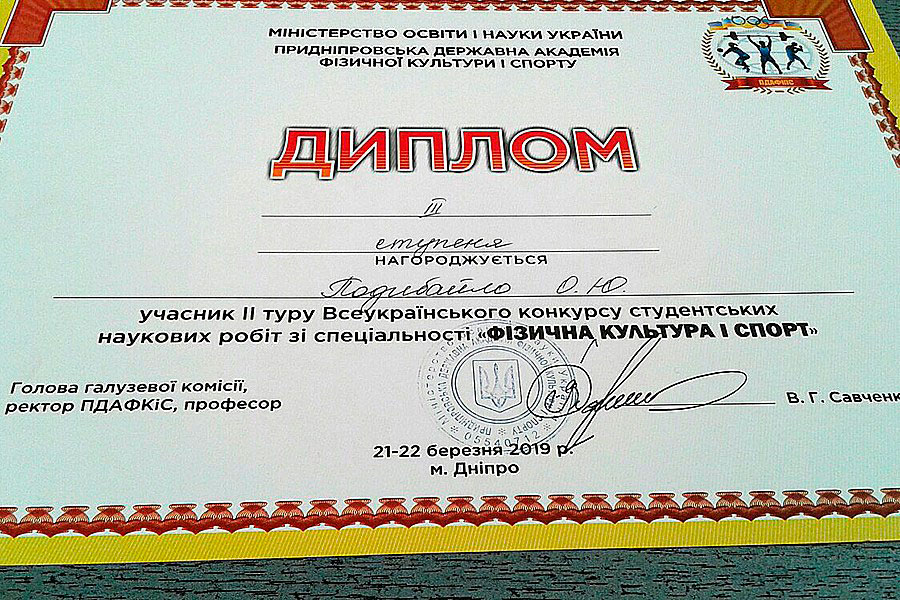 МІНІСТЕРСТВО ОСВІТИ І НАУКИ УКРАЇНИ
ПРИДНІПРОВСЬКА ДЕРЖАВНА АКАДЕМІЯ
ФІЗИЧНОЇ КУЛЬТУРИ І СПОРТУ
ПДАФКІС
ДИПЛОМ
III
ступеня
НАГОРОДЖУЄТЬСЯ
Подгибайло О.Ю.
учасник II туру Всеукраїнського конкурсу студентських
наукових робіт зі спеціальності «ФІЗИЧНА КУЛЬТУРА І СПОРТ»
Голова галузевої комісії,
ректор ПДАФКіС, професор
В. Г. Савченк
05540712
21-22 березня 2019 р.
м. Дніпро